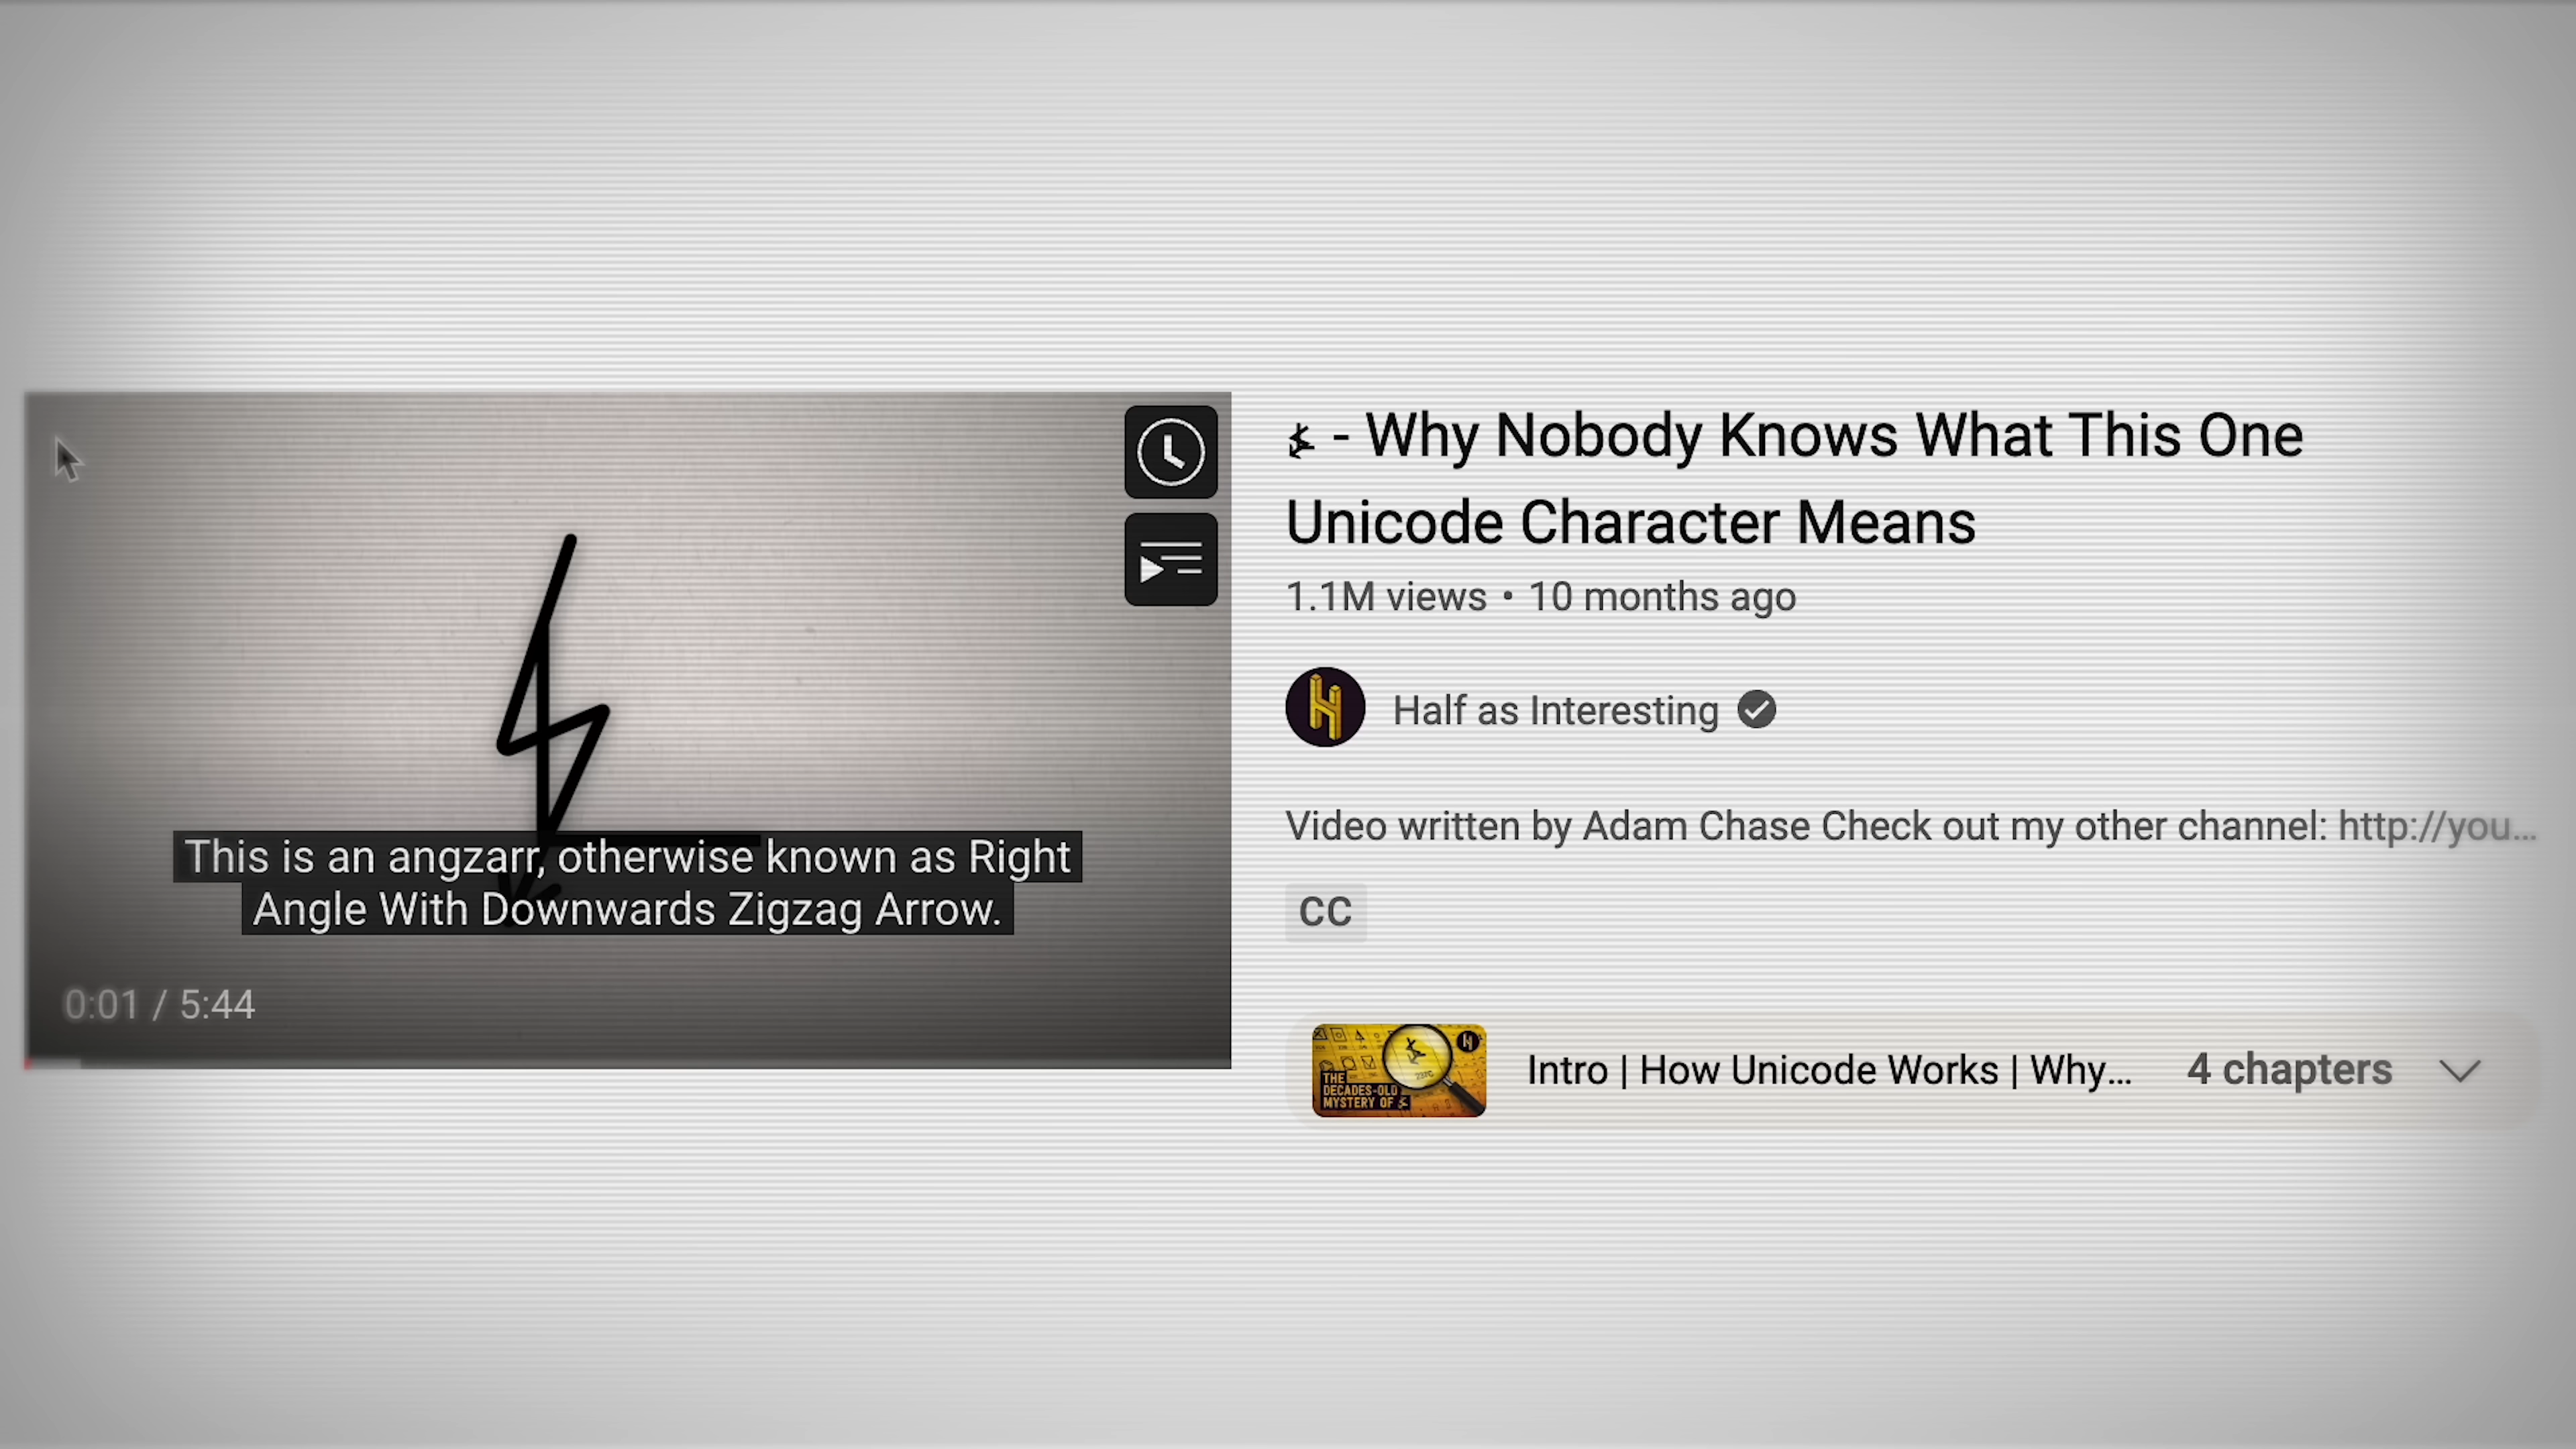 ⍼ - Why Nobody Knows What This One
Unicode Character Means
1.1M views • 10 months ago
Half as Interesting
Video written by Adam Chase Check out my other channel: http://you...
CC
This is an angzarr, otherwise known as Right
Angle With Downwards Zigzag Arrow.
0:01 / 5:44
THE
DECADES-OLD
MYSTERY OF ⍼
237C
Intro | How Unicode Works | Why...
4 chapters